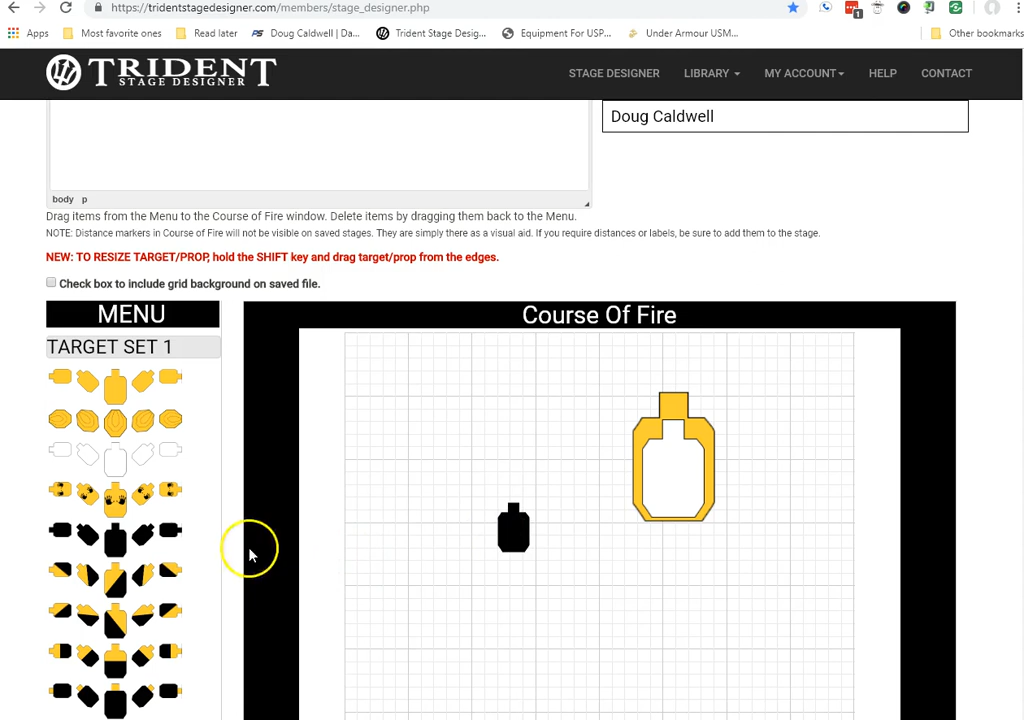 https://tridentstagedesigner.com/members/stage_designer.php
1
Apps Most favorite ones Read later Doug Caldwell | Da... Trident Stage Desig... Equipment For USP... Under Armour USM... Other bookmarks
TRIDENT
STAGE DESIGNER
STAGE DESIGNER LIBRARY MY ACCOUNT HELP CONTACT
Doug Caldwell
body p
Drag items from the Menu to the Course of Fire window. Delete items by dragging them back to the Menu.
NOTE: Distance markers in Course of Fire will not be visible on saved stages. They are simply there as a visual aid. If you require distances or labels, be sure to add them to the stage.
NEW: TO RESIZE TARGET/PROP, hold the SHIFT key and drag target/prop from the edges.
Check box to include grid background on saved file.
MENU
Course Of Fire
TARGET SET 1